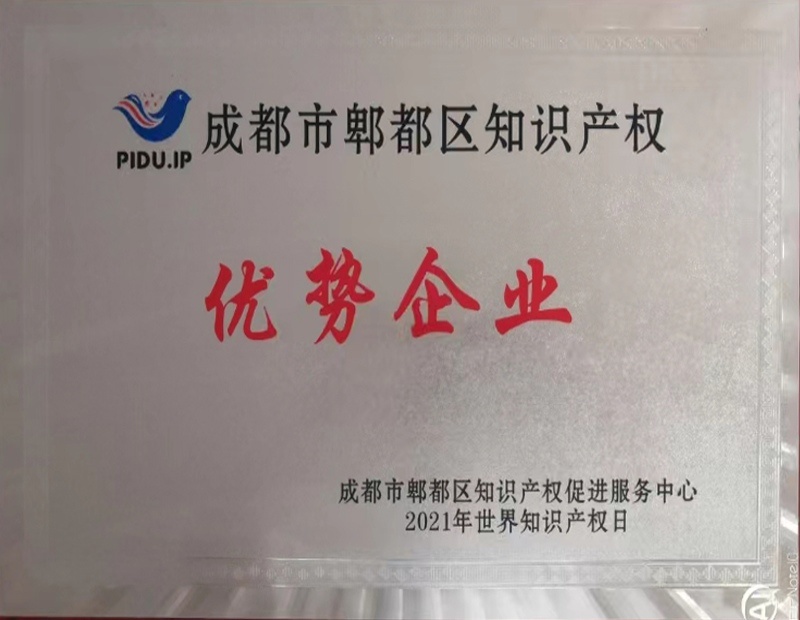 成都市郫都区知识产权
PIDU.IP
优势企业
成都市郫都区知识产权促进服务中心
2021年世界知识产权日